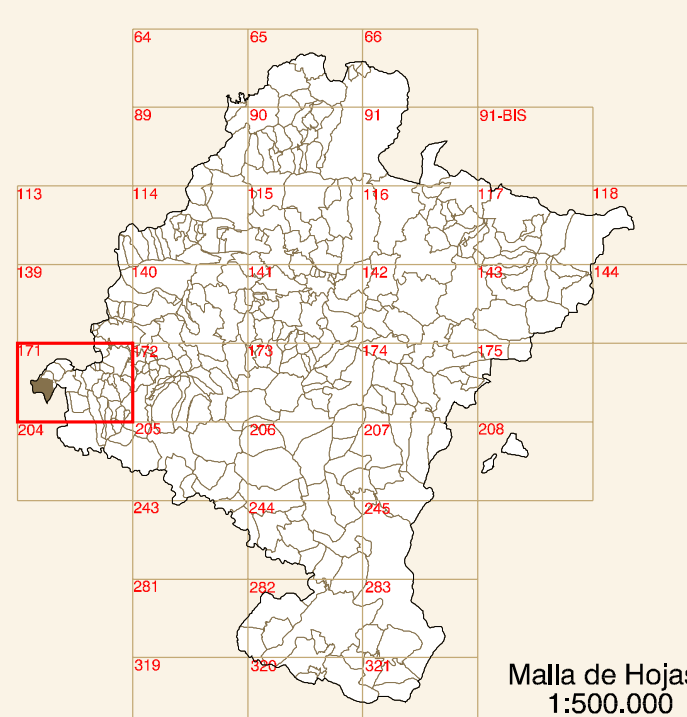 64 65 66
89 90 91 91-BIS
113 114 115 116 117 118
139 140 141 142 143 144
171 172 173 174 175
204 205 206 207 208
243 244 245
281 282 283
319 320 321
Malla de Hojas
1:500.000